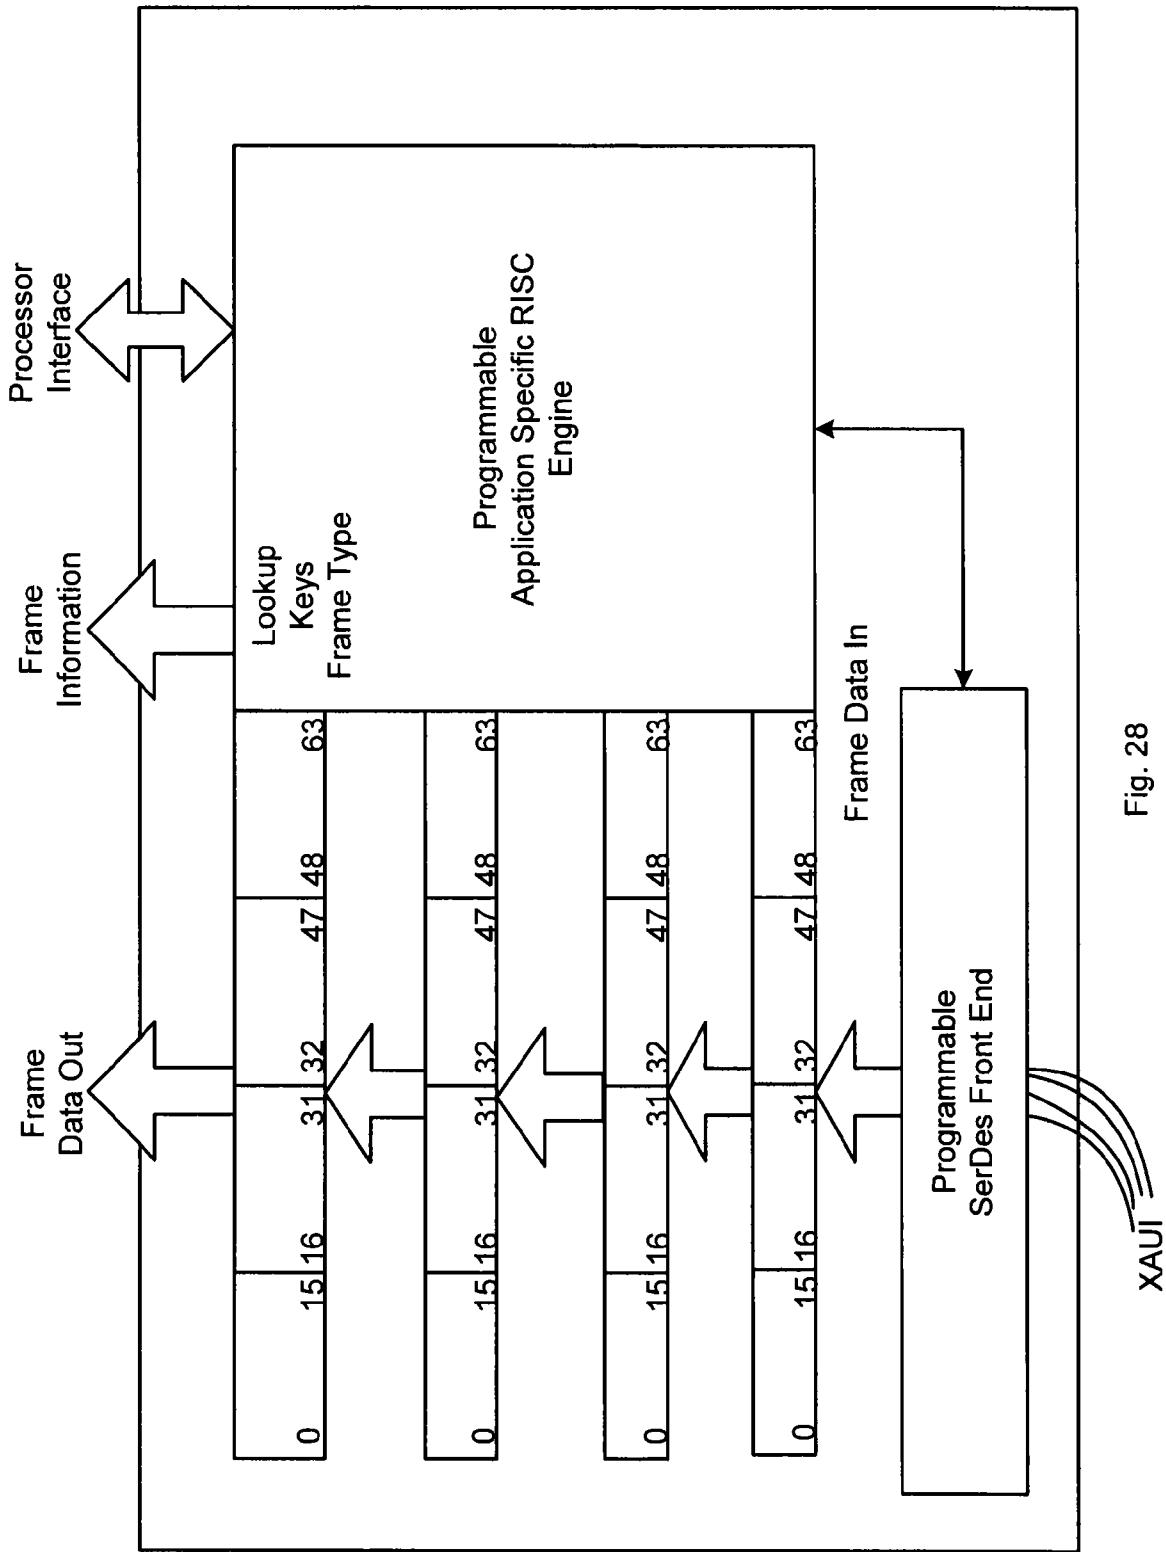 Frame
Data Out
Frame
Information
Processor
Interface
0 15 16 31 32 47 48 63
Lookup
Keys
Frame Type
0 15 16 31 32 47 48 63
Programmable
Application Specific RISC
Engine
0 15 16 31 32 47 48 63
0 15 16 31 32 47 48 63
Frame Data In
Programmable
SerDes Front End
XAUI
Fig. 28